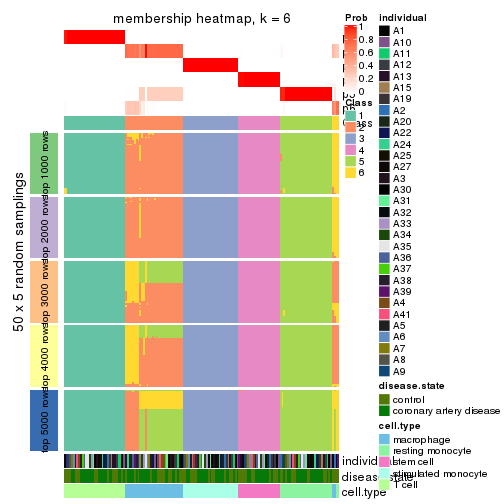 membership heatmap, k = 6
50 x 5 random samplings
top 1000 rows
top 2000 rows
top 3000 rows
top 4000 rows
top 5000 rows
individual
disease.state
cell.type
Prob
1
0.8
0.6
0.4
0.2
0
Class
1
2
3
4
5
6
individual
A1
A10
A11
A12
A13
A15
A19
A2
A20
A22
A24
A25
A27
A3
A30
A31
A32
A33
A34
A35
A36
A37
A38
A39
A4
A41
A5
A6
A7
A8
A9
disease.state
control
coronary artery disease
cell.type
macrophage
resting monocyte
stem cell
stimulated monocyte
T cell